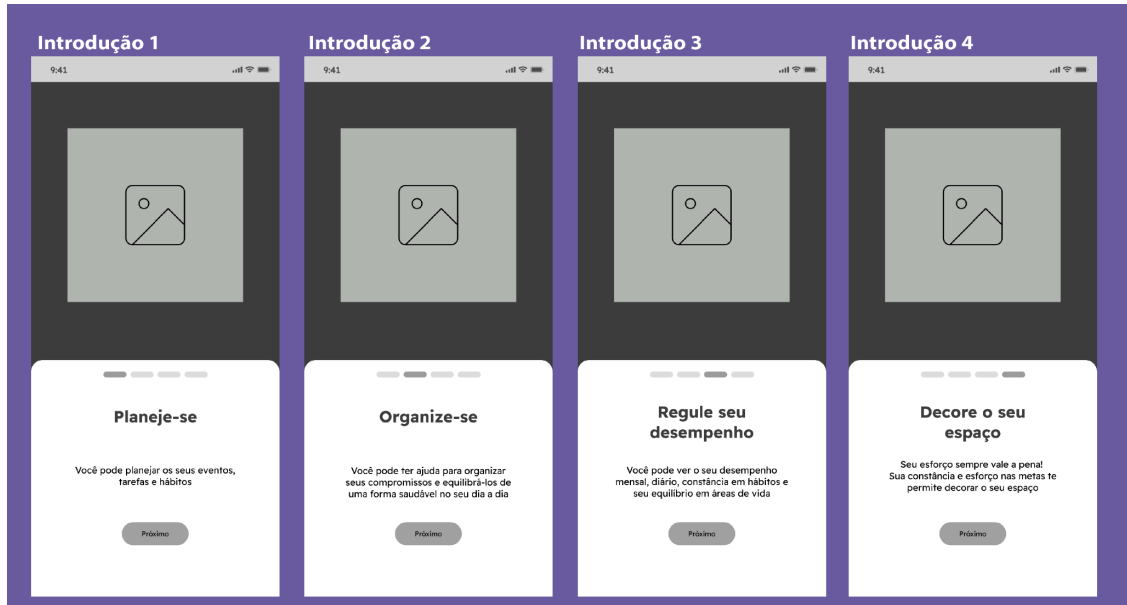 Introdução 1
9:41
Planeje-se
Você pode planejar os seus eventos,
tarefas e hábitos
Próximo
Introdução 2
9:41
Organize-se
Você pode ter ajuda para organizar
seus compromissos e equilibrá-los de
uma forma saudável no seu dia a dia
Próximo
Introdução 3
9:41
Regule seu
desempenho
Você pode ver o seu desempenho
mensal, diário, constância em hábitos e
seu equilíbrio em áreas de vida
Próximo
Introdução 4
9:41
Decore o seu
espaço
Seu esforço sempre vale a pena!
Sua constância e esforço nas metas te
permite decorar o seu espaço
Próximo